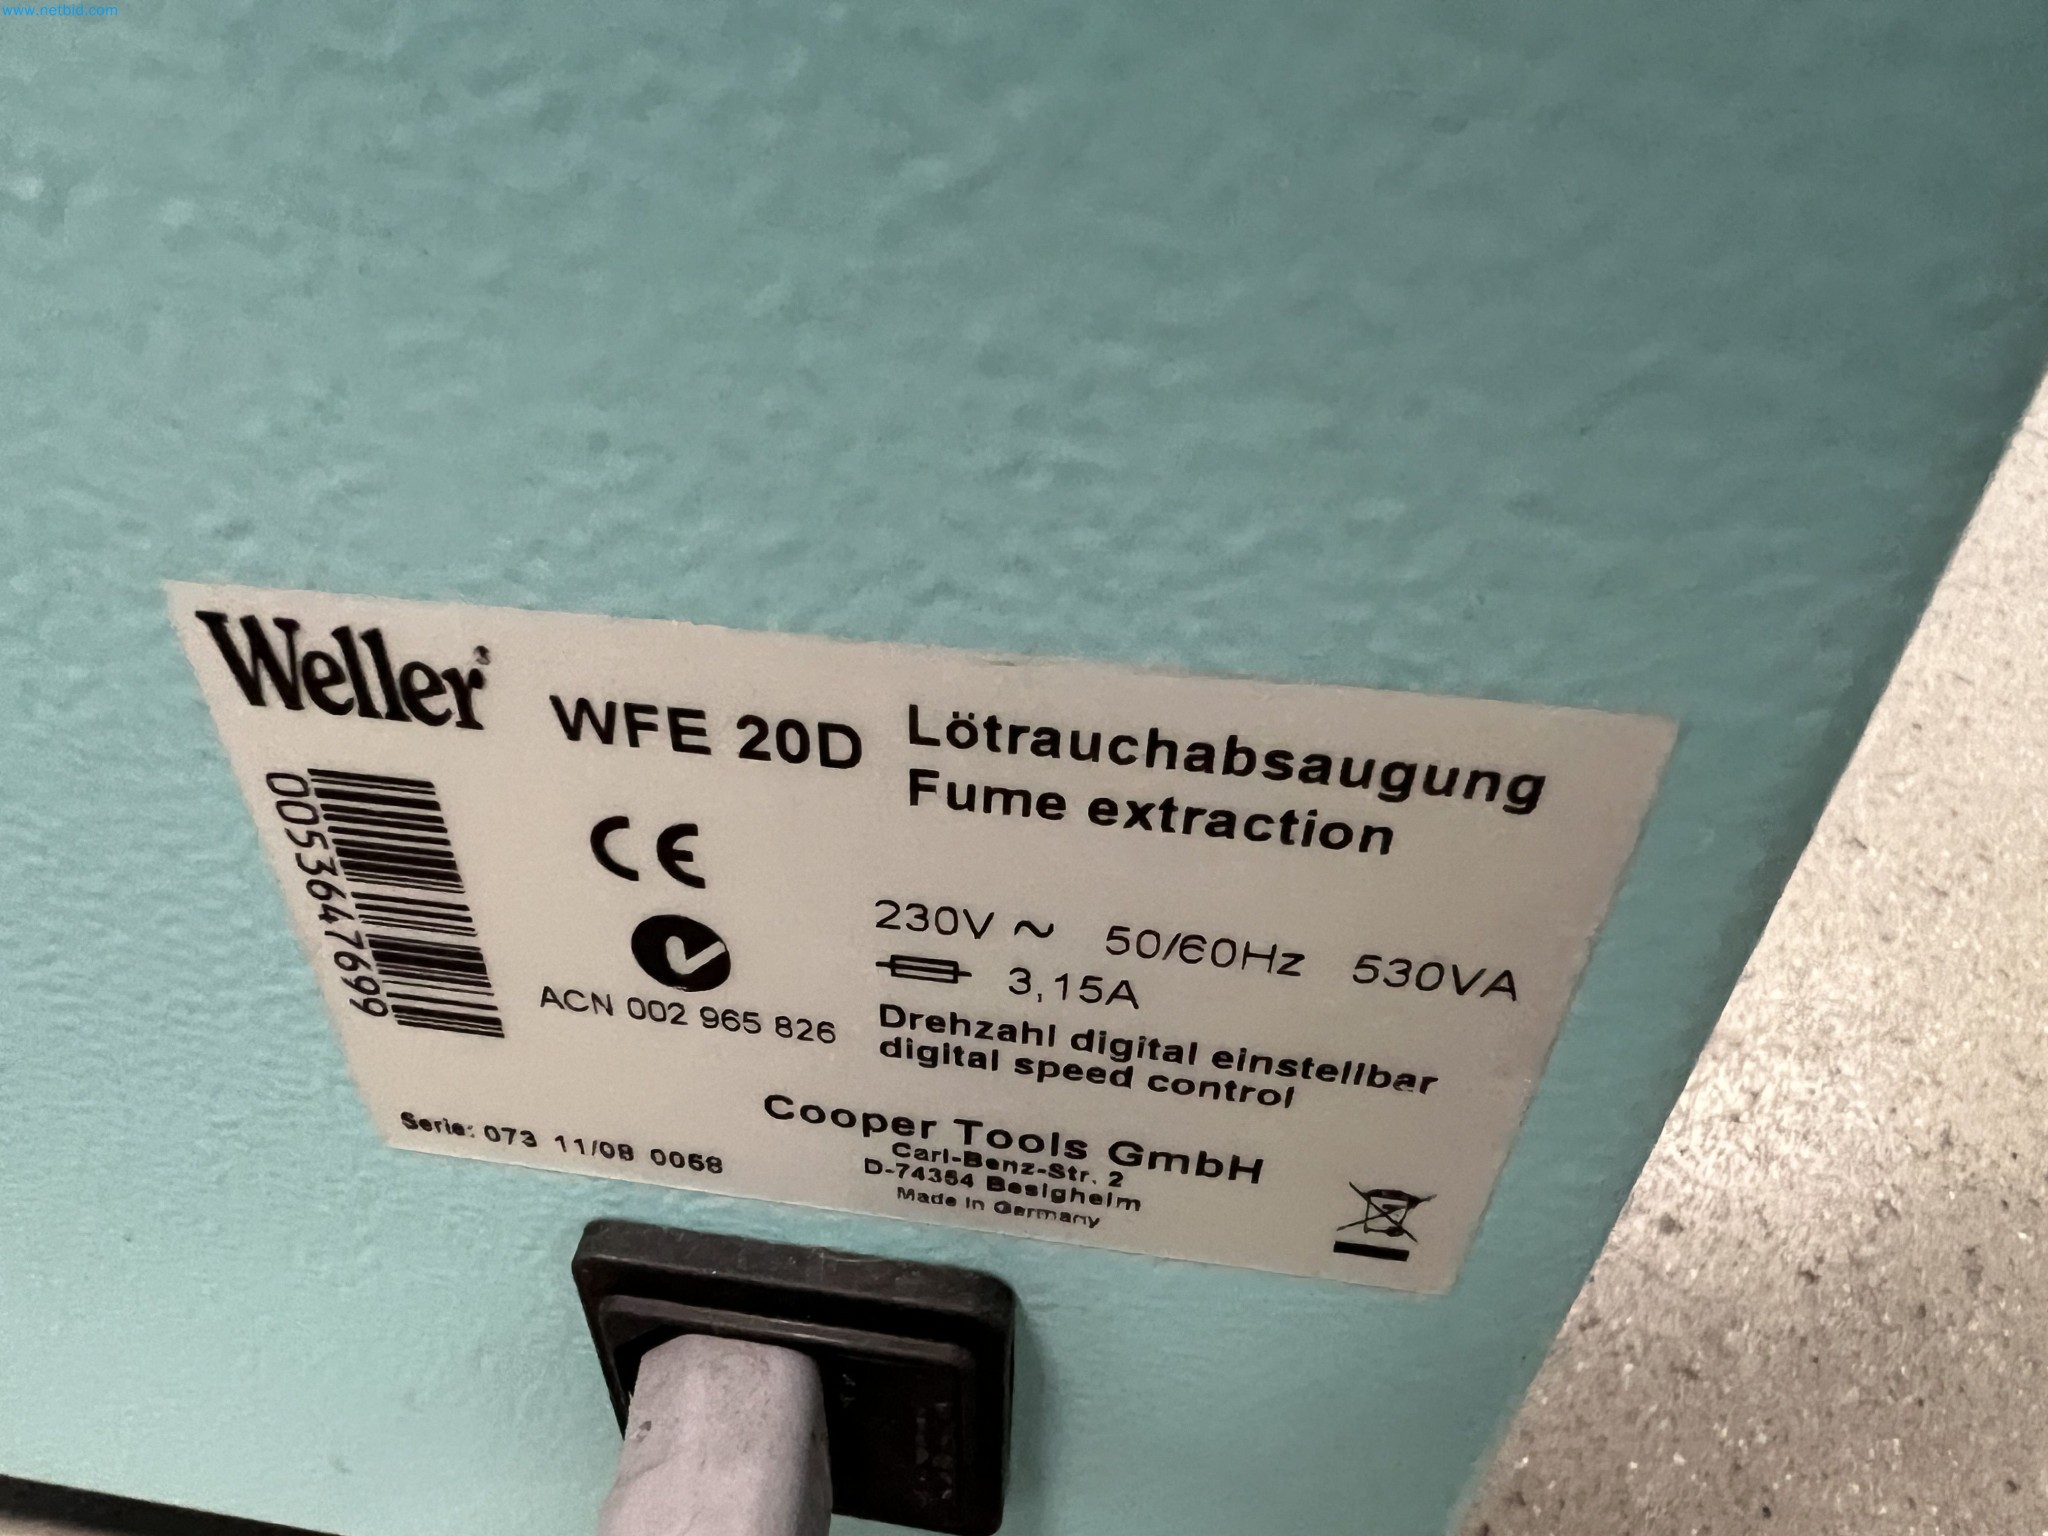 www.netbid.com
Weller®
WFE 20D
Lötrauchabsaugung
Fume extraction
0053647699
CE
ACN 002 965 826
230V ~ 50/60Hz 530VA
3,15A
Drehzahl digital einstellbar
digital speed control
Cooper Tools GmbH
Carl-Benz-Str. 2
D-74354 Besigheim
Made in Germany
Serie: 073 11/08 0068